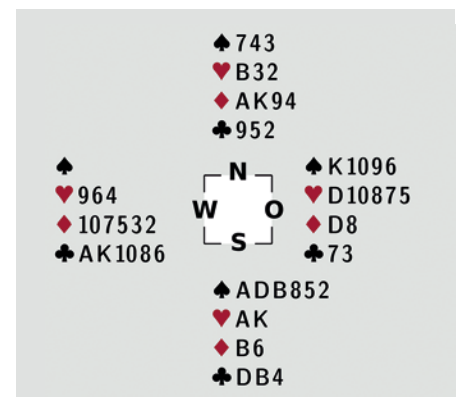 ♠743
♥B32
♦AK94
♣952
♠
♥964
♦107532
♣AK1086
N
W O
S
♠K1096
♥D10875
♦D8
♣73
♠ADB852
♥AK
♦B6
♣DB4